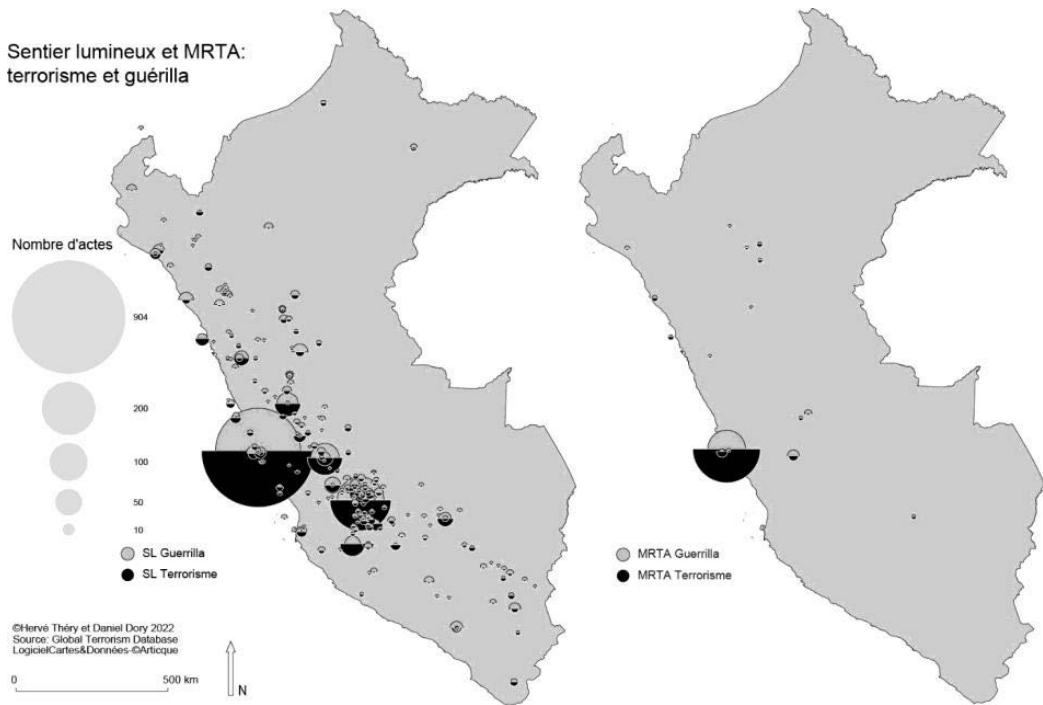 Sentier lumineux et MRTA:
terrorisme et guérilla
Nombre d'actes
904
200
100
50
10
SL Guerrilla
SL Terrorisme
MRTA Guerrilla
MRTA Terrorisme
©Hervé Théry et Daniel Dory 2022
Source: Global Terrorism Database
LogicielCartes&Données-©Articque
0
500 km
N